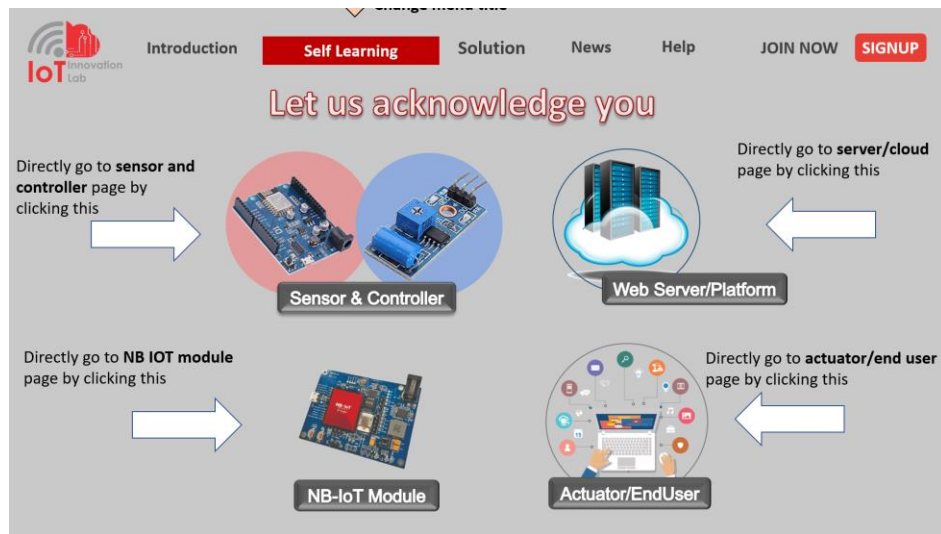 Change menu title
IoT Innovation Lab
Introduction
Self Learning
Solution
News
Help
JOIN NOW
SIGNUP
Let us acknowledge you
Directly go to sensor and
controller page by
clicking this
Directly go to server/cloud
page by clicking this
Sensor & Controller
Web Server/Platform
Directly go to NB IOT module
page by clicking this
Directly go to actuator/end user
page by clicking this
NB-IoT
NB-IoT Module
Actuator/EndUser